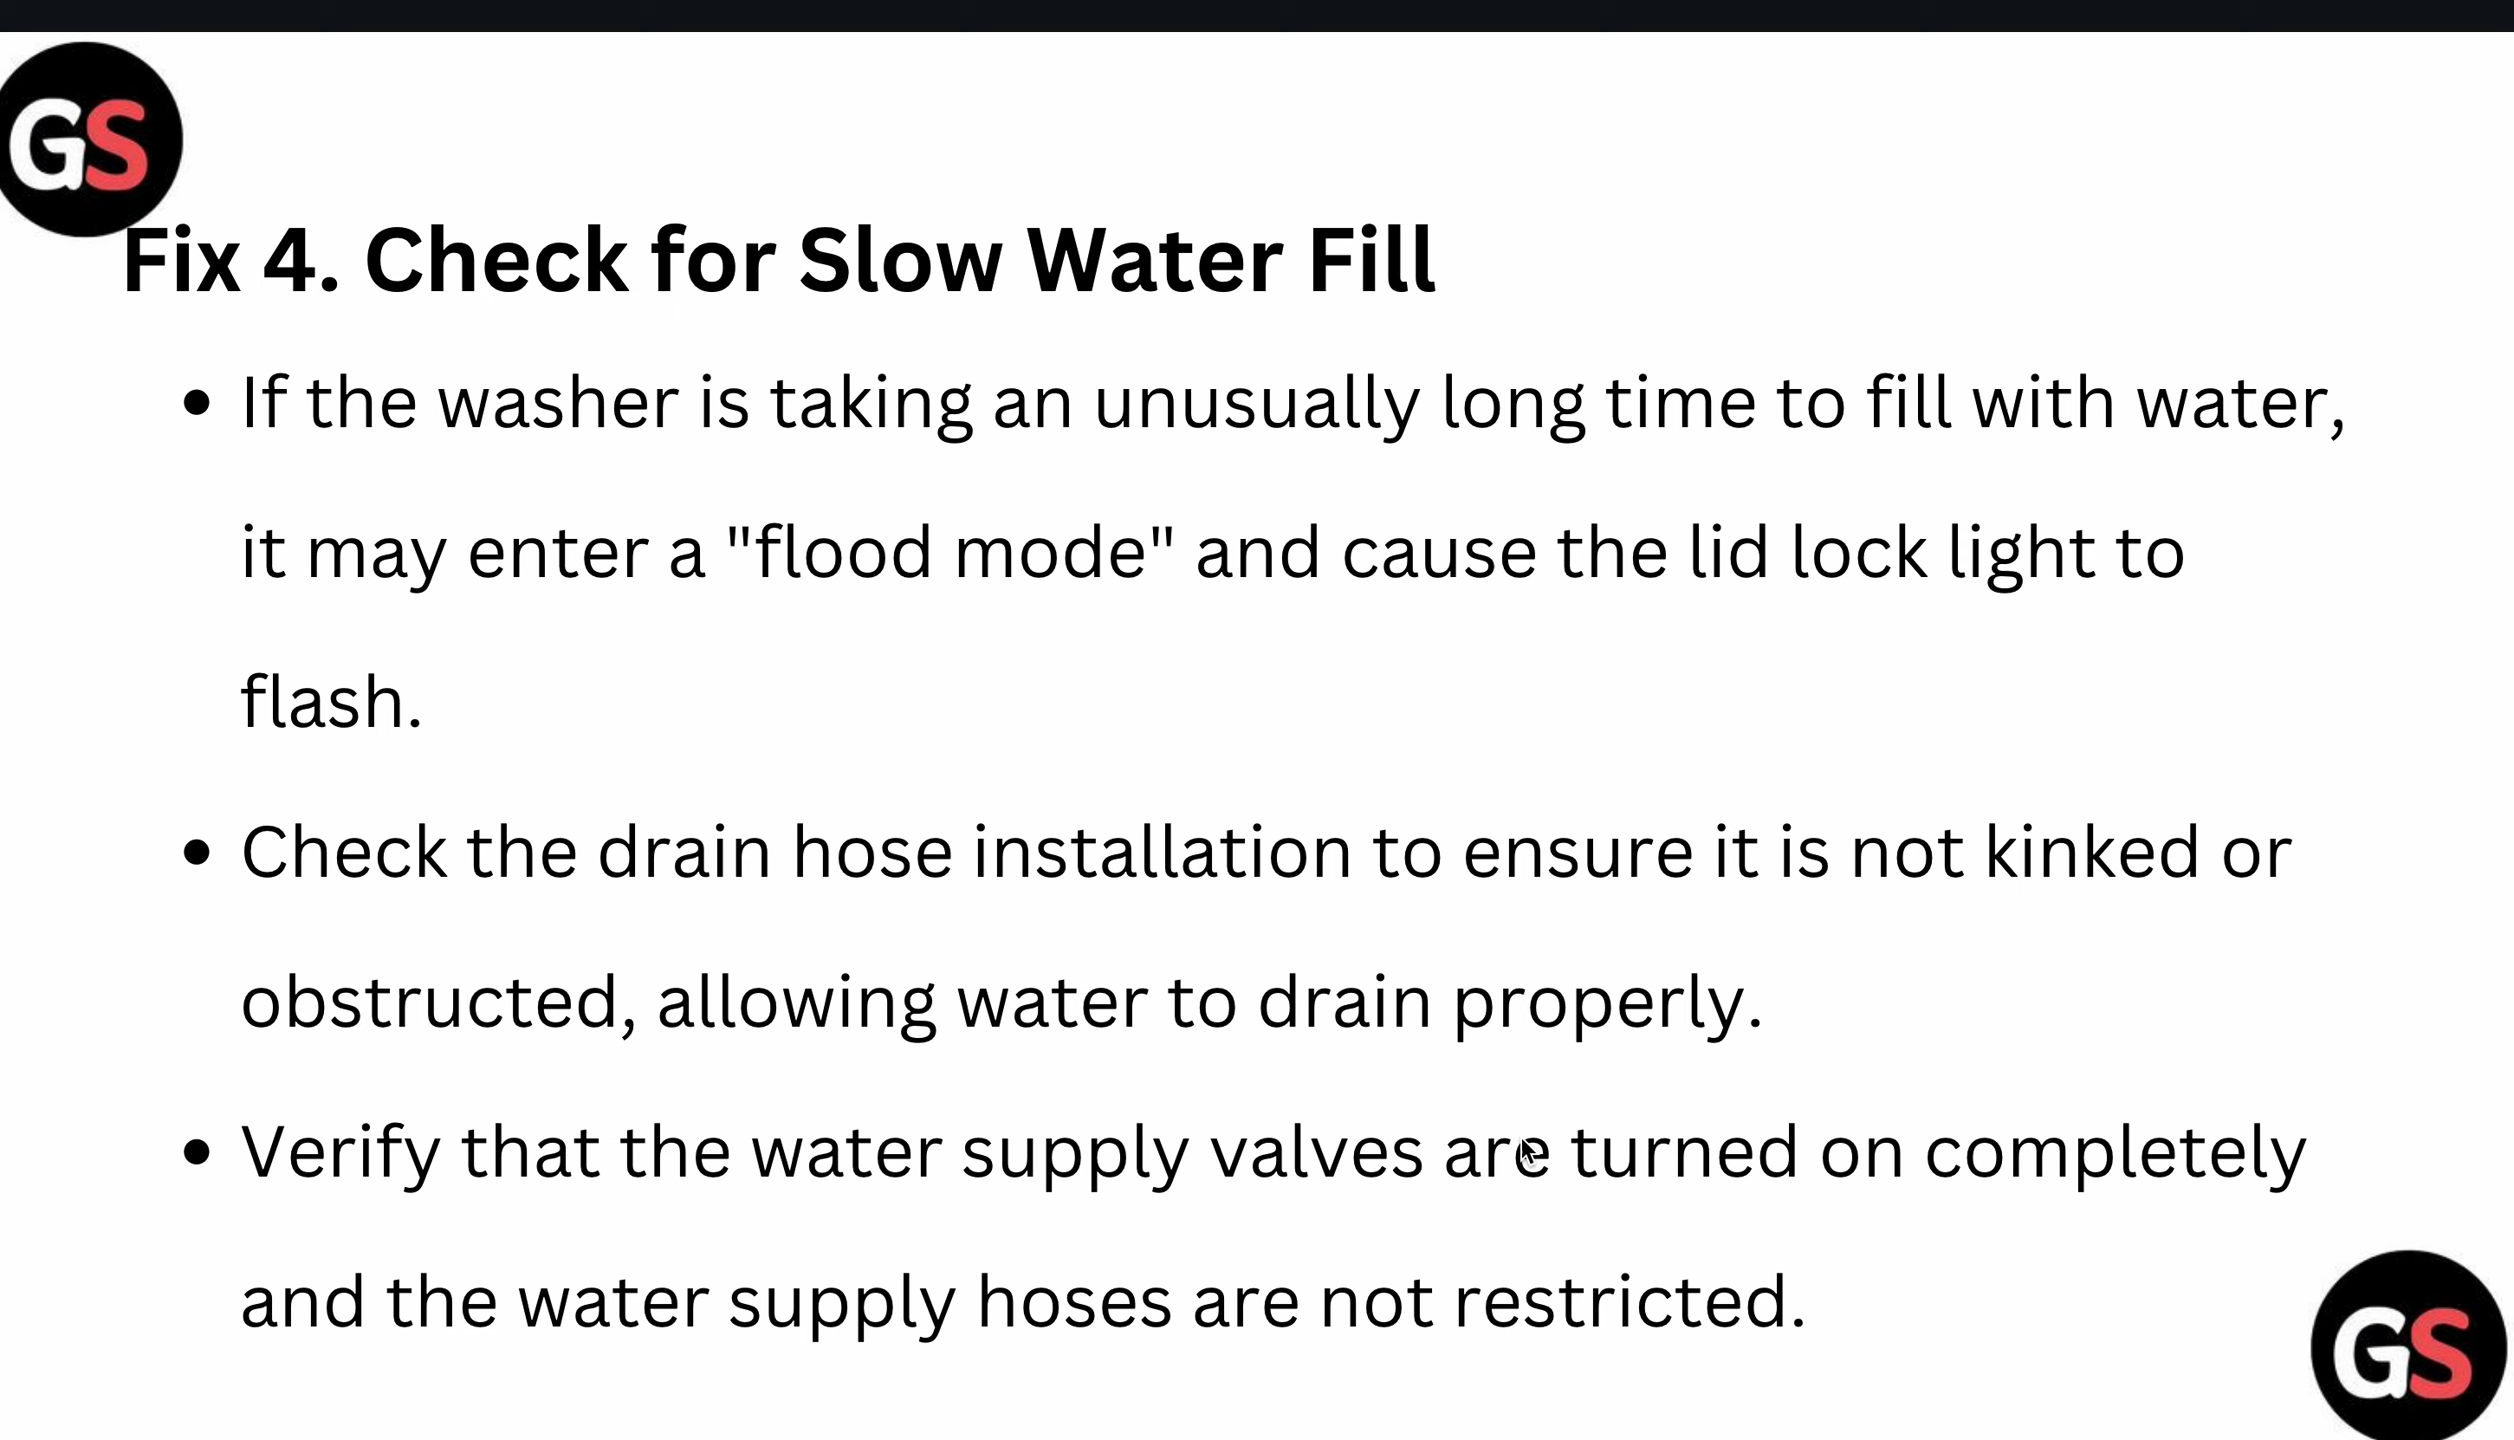 GS
Fix 4. Check for Slow Water Fill
• If the washer is taking an unusually long time to fill with water,
it may enter a "flood mode" and cause the lid lock light to
flash.
• Check the drain hose installation to ensure it is not kinked or
obstructed, allowing water to drain properly.
• Verify that the water supply valves are turned on completely
and the water supply hoses are not restricted.
GS